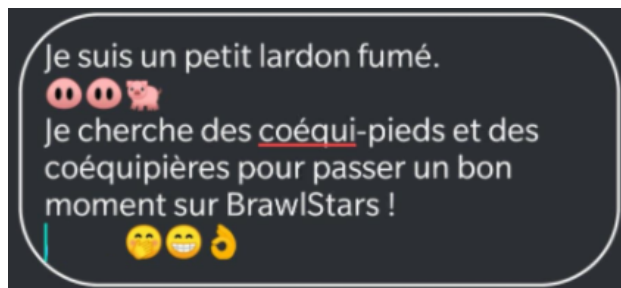 Je suis un petit lardon fumé.
🐽🐽🐖
Je cherche des coéqui-pieds et des
coéquipières pour passer un bon
moment sur BrawlStars !
🤭😁👌